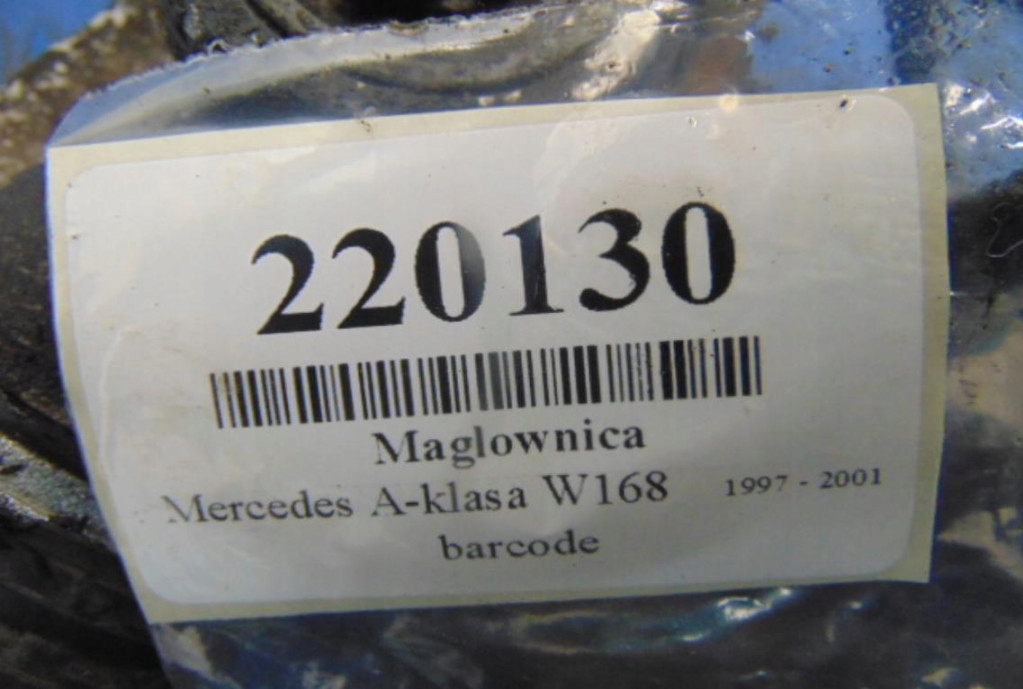 220130
Maglownica
Mercedes A-klasa W168 1997 - 2001
barcode